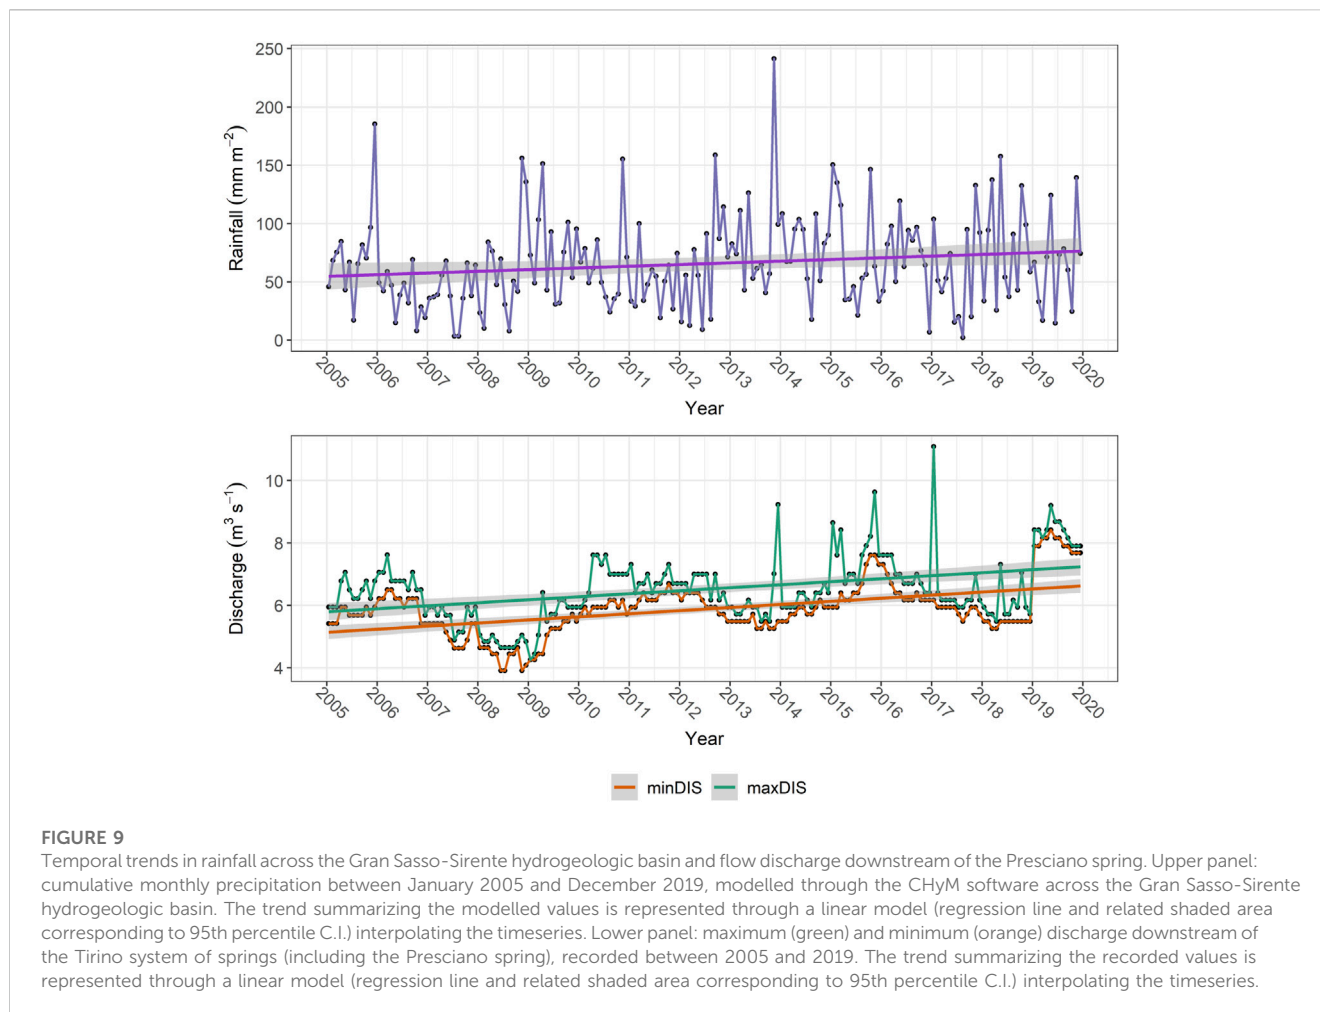 250
200
150
100
50
0
Rainfall (mm m⁻²)
2005 2006 2007 2008 2009 2010 2011 2012 2013 2014 2015 2016 2017 2018 2019 2020
Year
10
8
6
4
Discharge (m³ s⁻¹)
2005 2006 2007 2008 2009 2010 2011 2012 2013 2014 2015 2016 2017 2018 2019 2020
Year
minDIS maxDIS
FIGURE 9
Temporal trends in rainfall across the Gran Sasso-Sirente hydrogeologic basin and flow discharge downstream of the Presciano spring. Upper panel:
cumulative monthly precipitation between January 2005 and December 2019, modelled through the CHyM software across the Gran Sasso-Sirente
hydrogeologic basin. The trend summarizing the modelled values is represented through a linear model (regression line and related shaded area
corresponding to 95th percentile C.I.) interpolating the timeseries. Lower panel: maximum (green) and minimum (orange) discharge downstream of
the Tirino system of springs (including the Presciano spring), recorded between 2005 and 2019. The trend summarizing the recorded values is
represented through a linear model (regression line and related shaded area corresponding to 95th percentile C.I.) interpolating the timeseries.